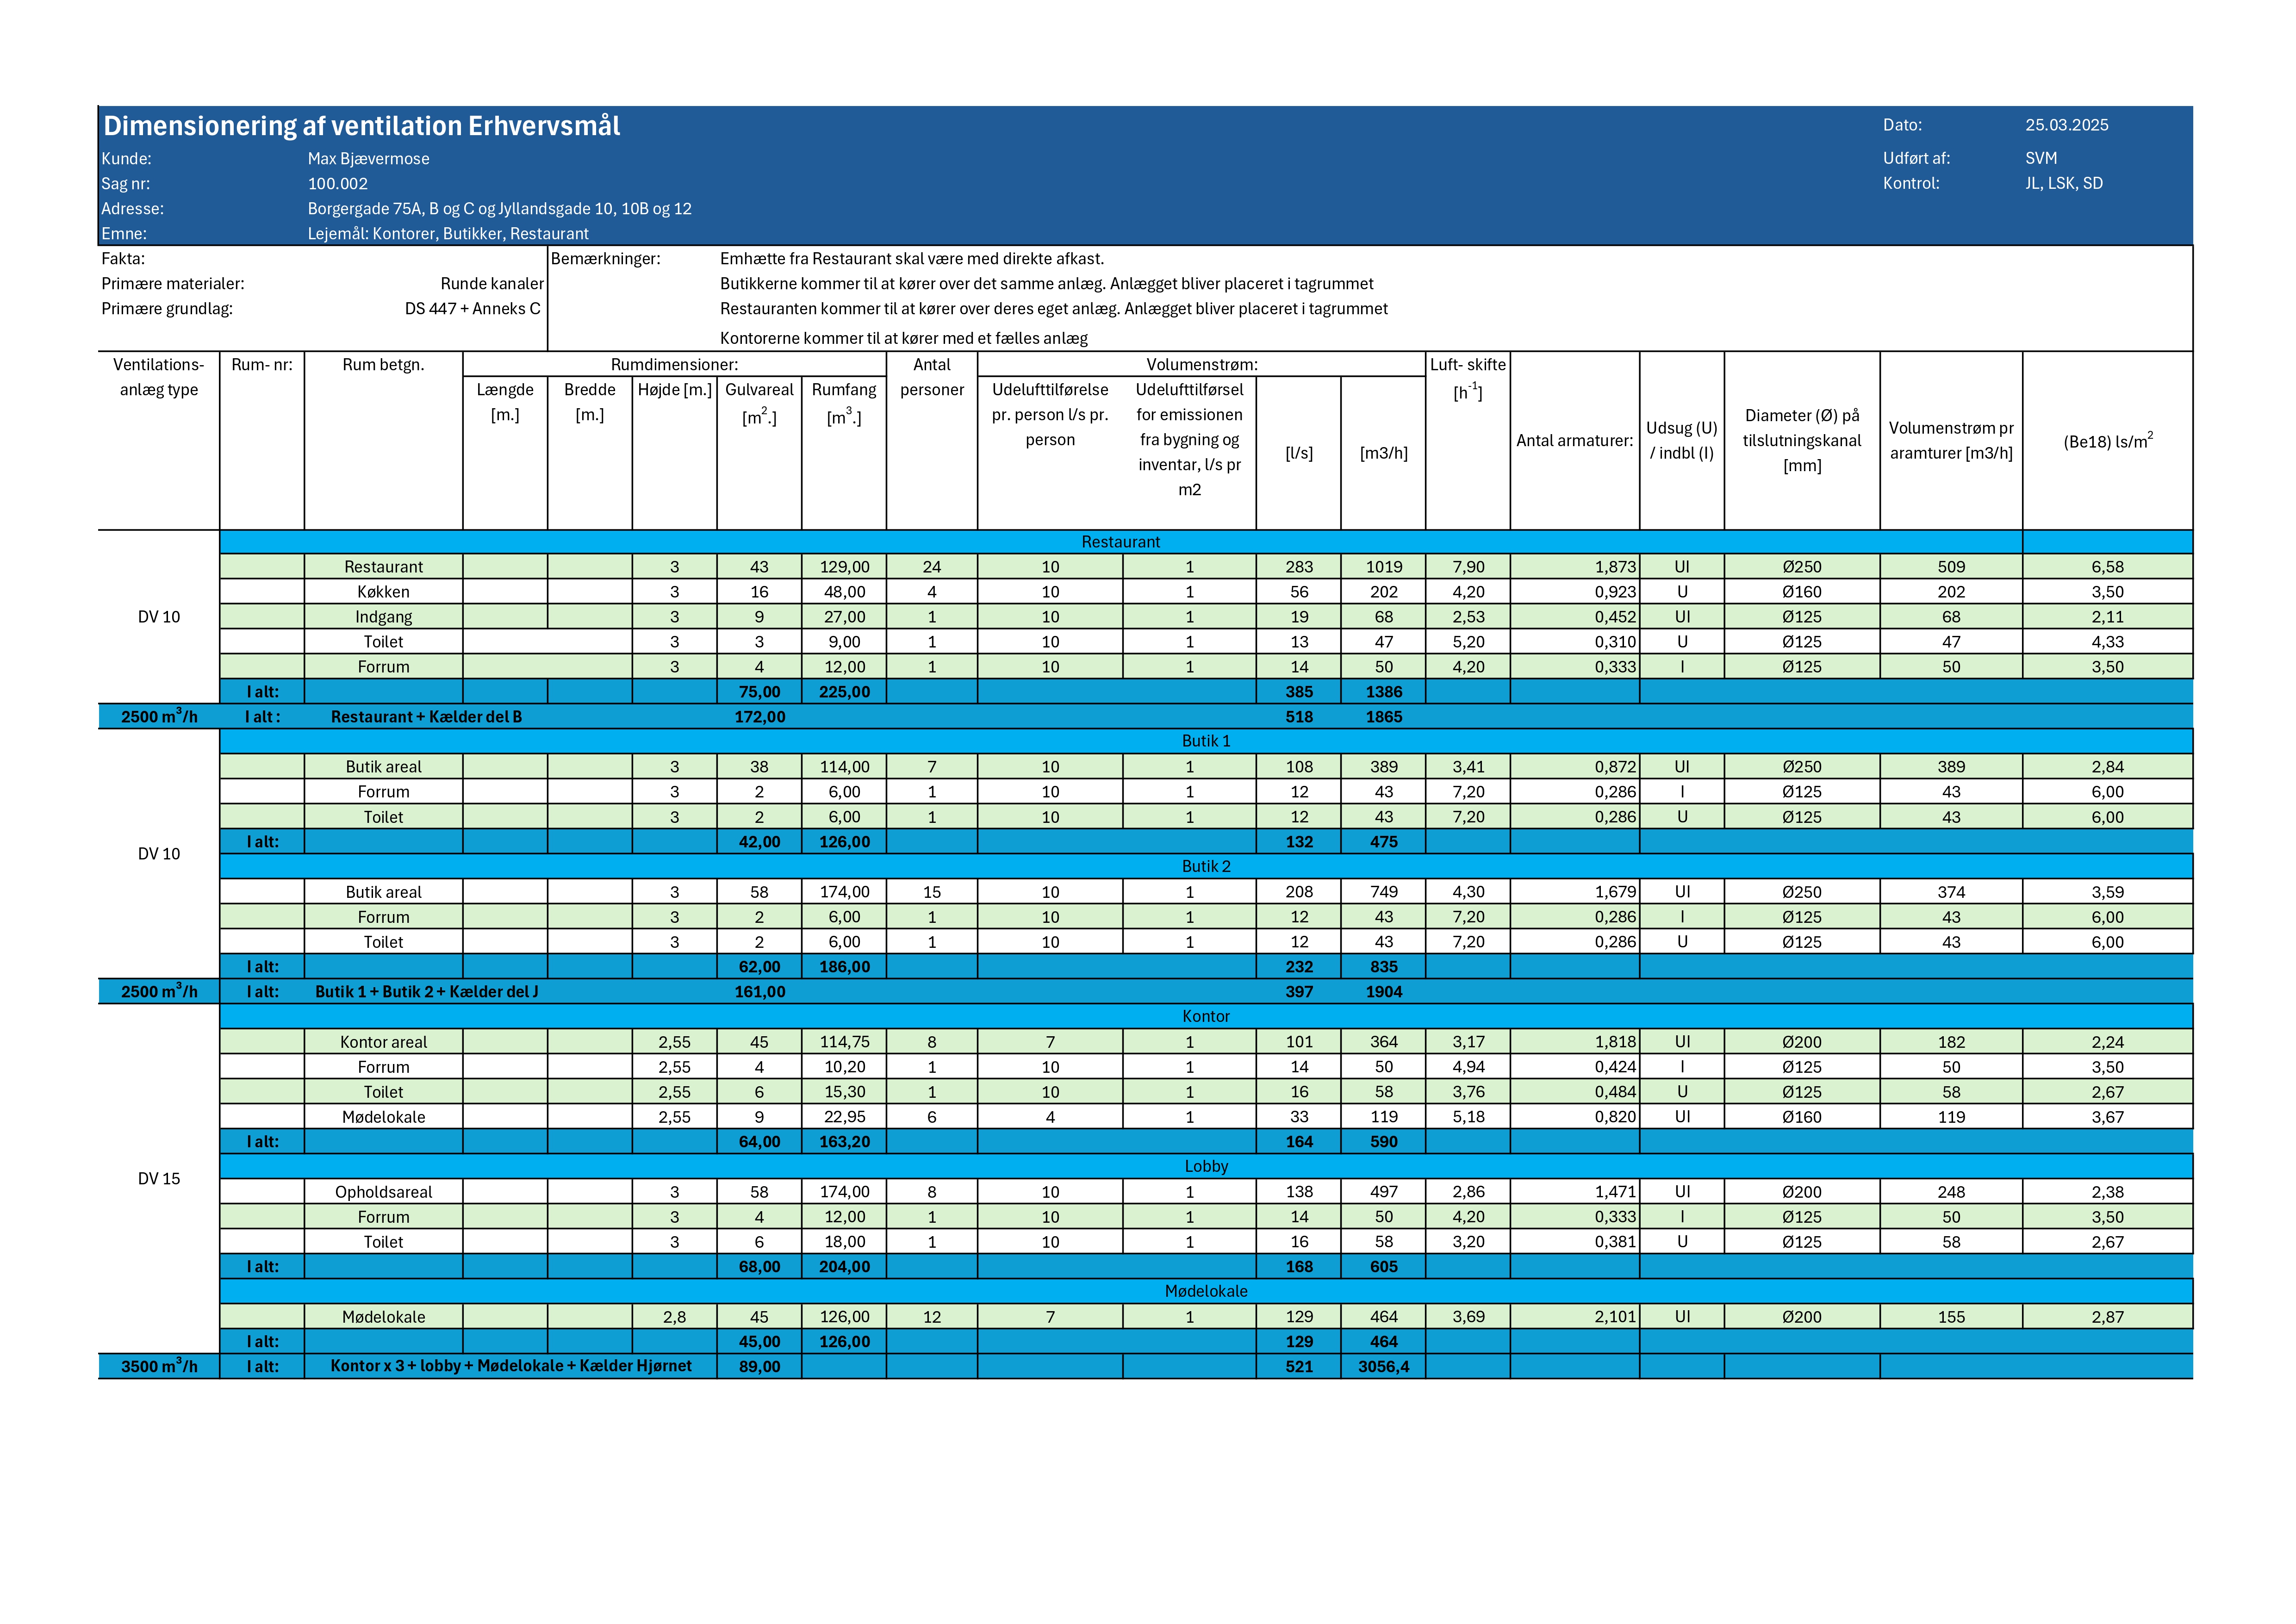 Dimensionering af ventilation Erhvervsmål
Dato: 25.03.2025
Kunde: Max Bjævermose
Udført af: SVM
Sag nr: 100.002
Kontrol: JL, LSK, SD
Adresse: Borgergade 75A, B og C og Jyllandsgade 10, 10B og 12
Emne: Lejemål: Kontorer, Butikker, Restaurant
Fakta:
Primære materialer: Runde kanaler
Primære grundlag: DS 447 + Anneks C
Bemærkninger: Emhætte fra Restaurant skal være med direkte afkast.
Butikkerne kommer til at kører over det samme anlæg. Anlægget bliver placeret i tagrummet
Restauranten kommer til at kører over deres eget anlæg. Anlægget bliver placeret i tagrummet
Kontorerne kommer til at kører med et fælles anlæg
Ventilations-
anlæg type
Rum- nr:
Rum betgn.
Rumdimensioner:
Længde
[m.]
Bredde
[m.]
Højde [m.]
Gulvareal
[m².]
Rumfang
[m³.]
Antal
personer
Volumenstrøm:
Udelufttilførelse
pr. person l/s pr.
person
Udelufttilførsel
for emissionen
fra bygning og
inventar, l/s pr
m2
[l/s]
[m3/h]
Luft- skifte
[h⁻¹]
Antal armaturer:
Udsug (U)
/ indbl (I)
Diameter (Ø) på
tilslutningskanal
[mm]
Volumenstrøm pr
aramturer [m3/h]
(Be18) ls/m²
Restaurant
Restaurant 3 43 129,00 24 10 1 283 1019 7,90 1,873 UI Ø250 509 6,58
Køkken 3 16 48,00 4 10 1 56 202 4,20 0,923 U Ø160 202 3,50
DV 10 Indgang 3 9 27,00 1 10 1 19 68 2,53 0,452 UI Ø125 68 2,11
Toilet 3 3 9,00 1 10 1 13 47 5,20 0,310 U Ø125 47 4,33
Forrum 3 4 12,00 1 10 1 14 50 4,20 0,333 I Ø125 50 3,50
I alt: 75,00 225,00 385 1386
2500 m³/h I alt : Restaurant + Kælder del B 172,00 518 1865
Butik 1
Butik areal 3 38 114,00 7 10 1 108 389 3,41 0,872 UI Ø250 389 2,84
Forrum 3 2 6,00 1 10 1 12 43 7,20 0,286 I Ø125 43 6,00
Toilet 3 2 6,00 1 10 1 12 43 7,20 0,286 U Ø125 43 6,00
I alt: 42,00 126,00 132 475
DV 10
Butik 2
Butik areal 3 58 174,00 15 10 1 208 749 4,30 1,679 UI Ø250 374 3,59
Forrum 3 2 6,00 1 10 1 12 43 7,20 0,286 I Ø125 43 6,00
Toilet 3 2 6,00 1 10 1 12 43 7,20 0,286 U Ø125 43 6,00
I alt: 62,00 186,00 232 835
2500 m³/h I alt: Butik 1 + Butik 2 + Kælder del J 161,00 397 1904
Kontor
Kontor areal 2,55 45 114,75 8 7 1 101 364 3,17 1,818 UI Ø200 182 2,24
Forrum 2,55 4 10,20 1 10 1 14 50 4,94 0,424 I Ø125 50 3,50
Toilet 2,55 6 15,30 1 10 1 16 58 3,76 0,484 U Ø125 58 2,67
Mødelokale 2,55 9 22,95 6 4 1 33 119 5,18 0,820 UI Ø160 119 3,67
I alt: 64,00 163,20 164 590
Lobby
DV 15
Opholdsareal 3 58 174,00 8 10 1 138 497 2,86 1,471 UI Ø200 248 2,38
Forrum 3 4 12,00 1 10 1 14 50 4,20 0,333 I Ø125 50 3,50
Toilet 3 6 18,00 1 10 1 16 58 3,20 0,381 U Ø125 58 2,67
I alt: 68,00 204,00 168 605
Mødelokale
Mødelokale 2,8 45 126,00 12 7 1 129 464 3,69 2,101 UI Ø200 155 2,87
I alt: 45,00 126,00 129 464
3500 m³/h I alt: Kontor x 3 + lobby + Mødelokale + Kælder Hjørnet 89,00 521 3056,4